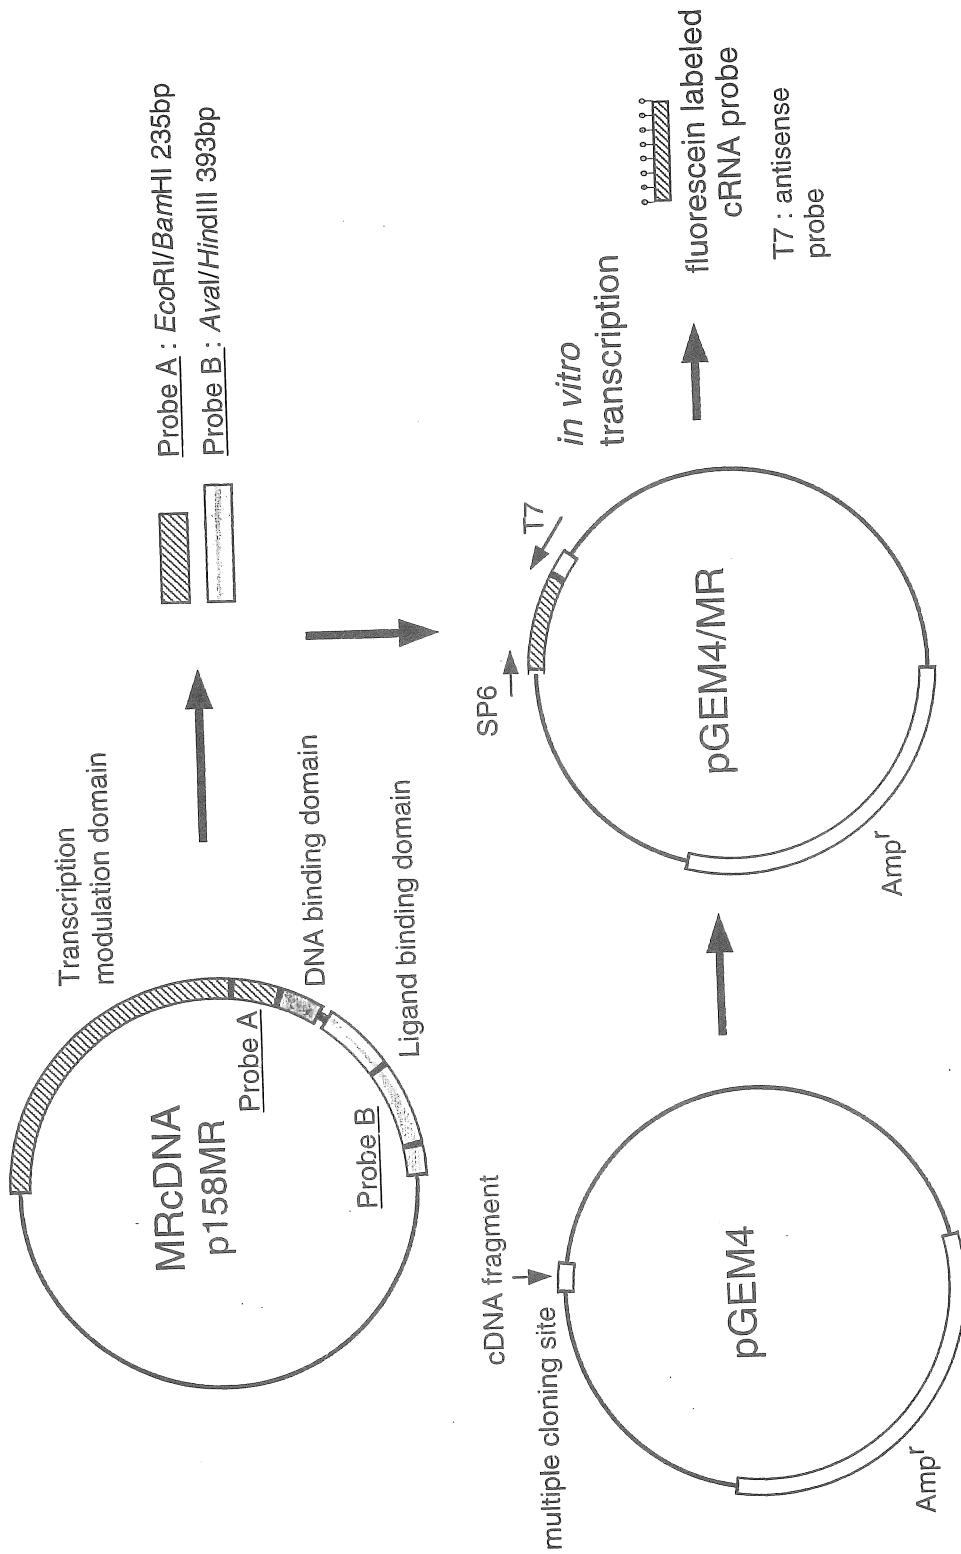 MRcDNA
p158MR
Transcription
modulation domain
Probe A
DNA binding domain
Probe B
Ligand binding domain
Probe A : EcoRI/BamHI 235bp
Probe B : AvaI/HindIII 393bp
cDNA fragment
multiple cloning site
pGEM4
Ampʳ
SP6
T7
pGEM4/MR
Ampʳ
in vitro
transcription
fluorescein labeled
cRNA probe
T7 : antisense
probe